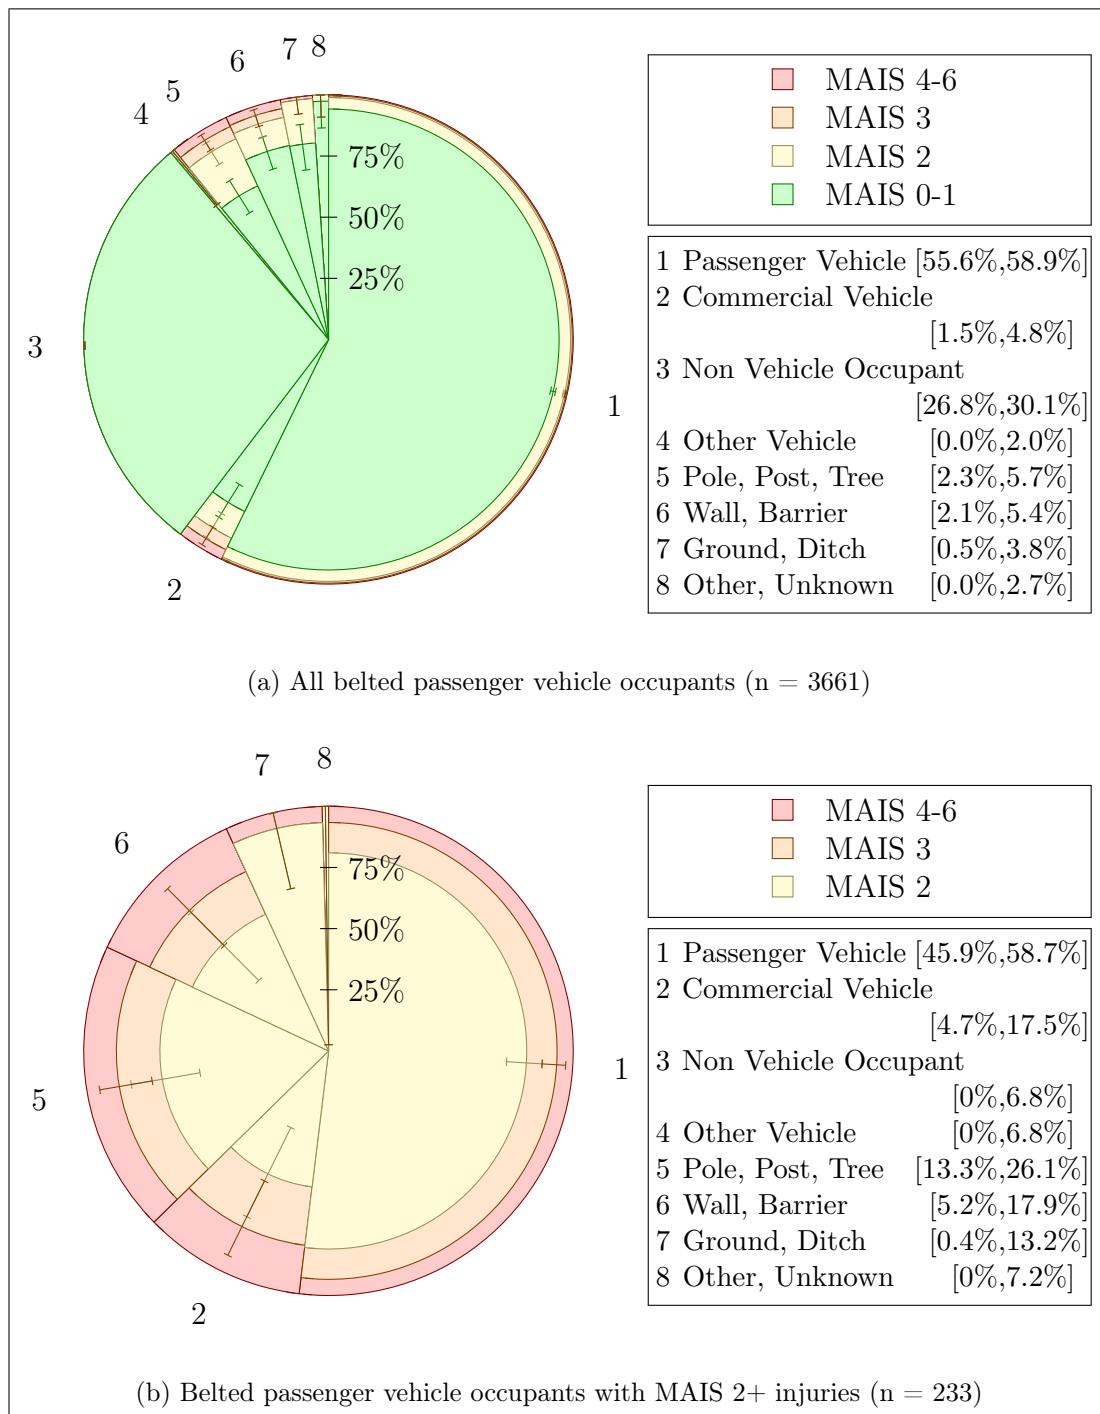 8
7
6
5
4
3
2
1
75%
50%
25%
MAIS 4-6
MAIS 3
MAIS 2
MAIS 0-1
1 Passenger Vehicle [55.6%,58.9%]
2 Commercial Vehicle
[1.5%,4.8%]
3 Non Vehicle Occupant
[26.8%,30.1%]
4 Other Vehicle [0.0%,2.0%]
5 Pole, Post, Tree [2.3%,5.7%]
6 Wall, Barrier [2.1%,5.4%]
7 Ground, Ditch [0.5%,3.8%]
8 Other, Unknown [0.0%,2.7%]
(a) All belted passenger vehicle occupants (n = 3661)
8
7
6
5
2
1
75%
50%
25%
MAIS 4-6
MAIS 3
MAIS 2
1 Passenger Vehicle [45.9%,58.7%]
2 Commercial Vehicle
[4.7%,17.5%]
3 Non Vehicle Occupant
[0%,6.8%]
4 Other Vehicle [0%,6.8%]
5 Pole, Post, Tree [13.3%,26.1%]
6 Wall, Barrier [5.2%,17.9%]
7 Ground, Ditch [0.4%,13.2%]
8 Other, Unknown [0%,7.2%]
(b) Belted passenger vehicle occupants with MAIS 2+ injuries (n = 233)